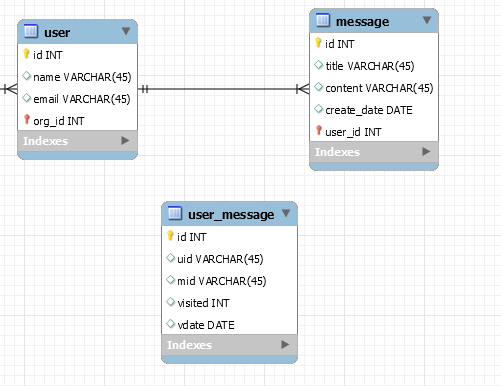 user
id INT
name VARCHAR(45)
email VARCHAR(45)
org_id INT
Indexes
message
id INT
title VARCHAR(45)
content VARCHAR(45)
create_date DATE
user_id INT
Indexes
user_message
id INT
uid VARCHAR(45)
mid VARCHAR(45)
visited INT
vdate DATE
Indexes